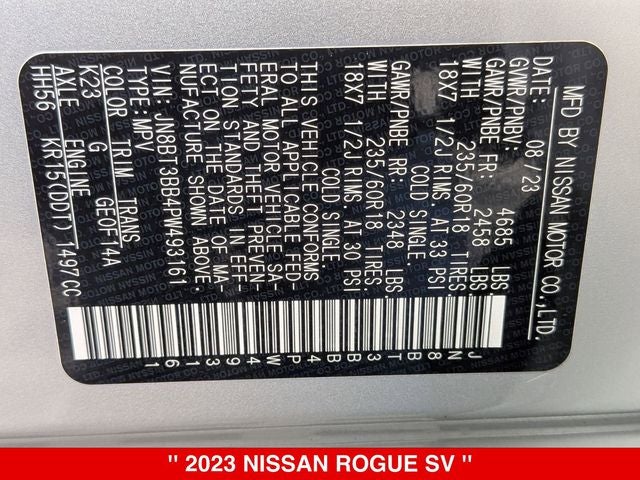 MFD BY NISSAN MOTOR CO.,LTD.
DATE: 08/23
GVWR/PNBV: 4685 LBS.
GAWR/PNBE FR: 2458 LBS.
WITH 235/60R18 TIRES
18X7 1/2J RIMS AT 33 PSI.
COLD SINGLE
GAWR/PNBE RR: 2348 LBS.
WITH 235/60R18 TIRES
18X7 1/2J RIMS AT 30 PSI.
COLD SINGLE
THIS VEHICLE CONFORMS
TO ALL APPLICABLE FED-
ERAL MOTOR VEHICLE SA-
FETY AND THEFT PREVEN-
TION STANDARDS IN EFF-
ECT ON THE DATE OF MA-
NUFACTURE SHOWN ABOVE.
VIN: JN8BT3BB4PW493161
TYPE: MPV
COLOR TRIM TRANS GE0F14A
K23 G
AXLE ENGINE
HH56 KR15(DDT) 1497CC
JN8BT3BB4PW493161
" 2023 NISSAN ROGUE SV "